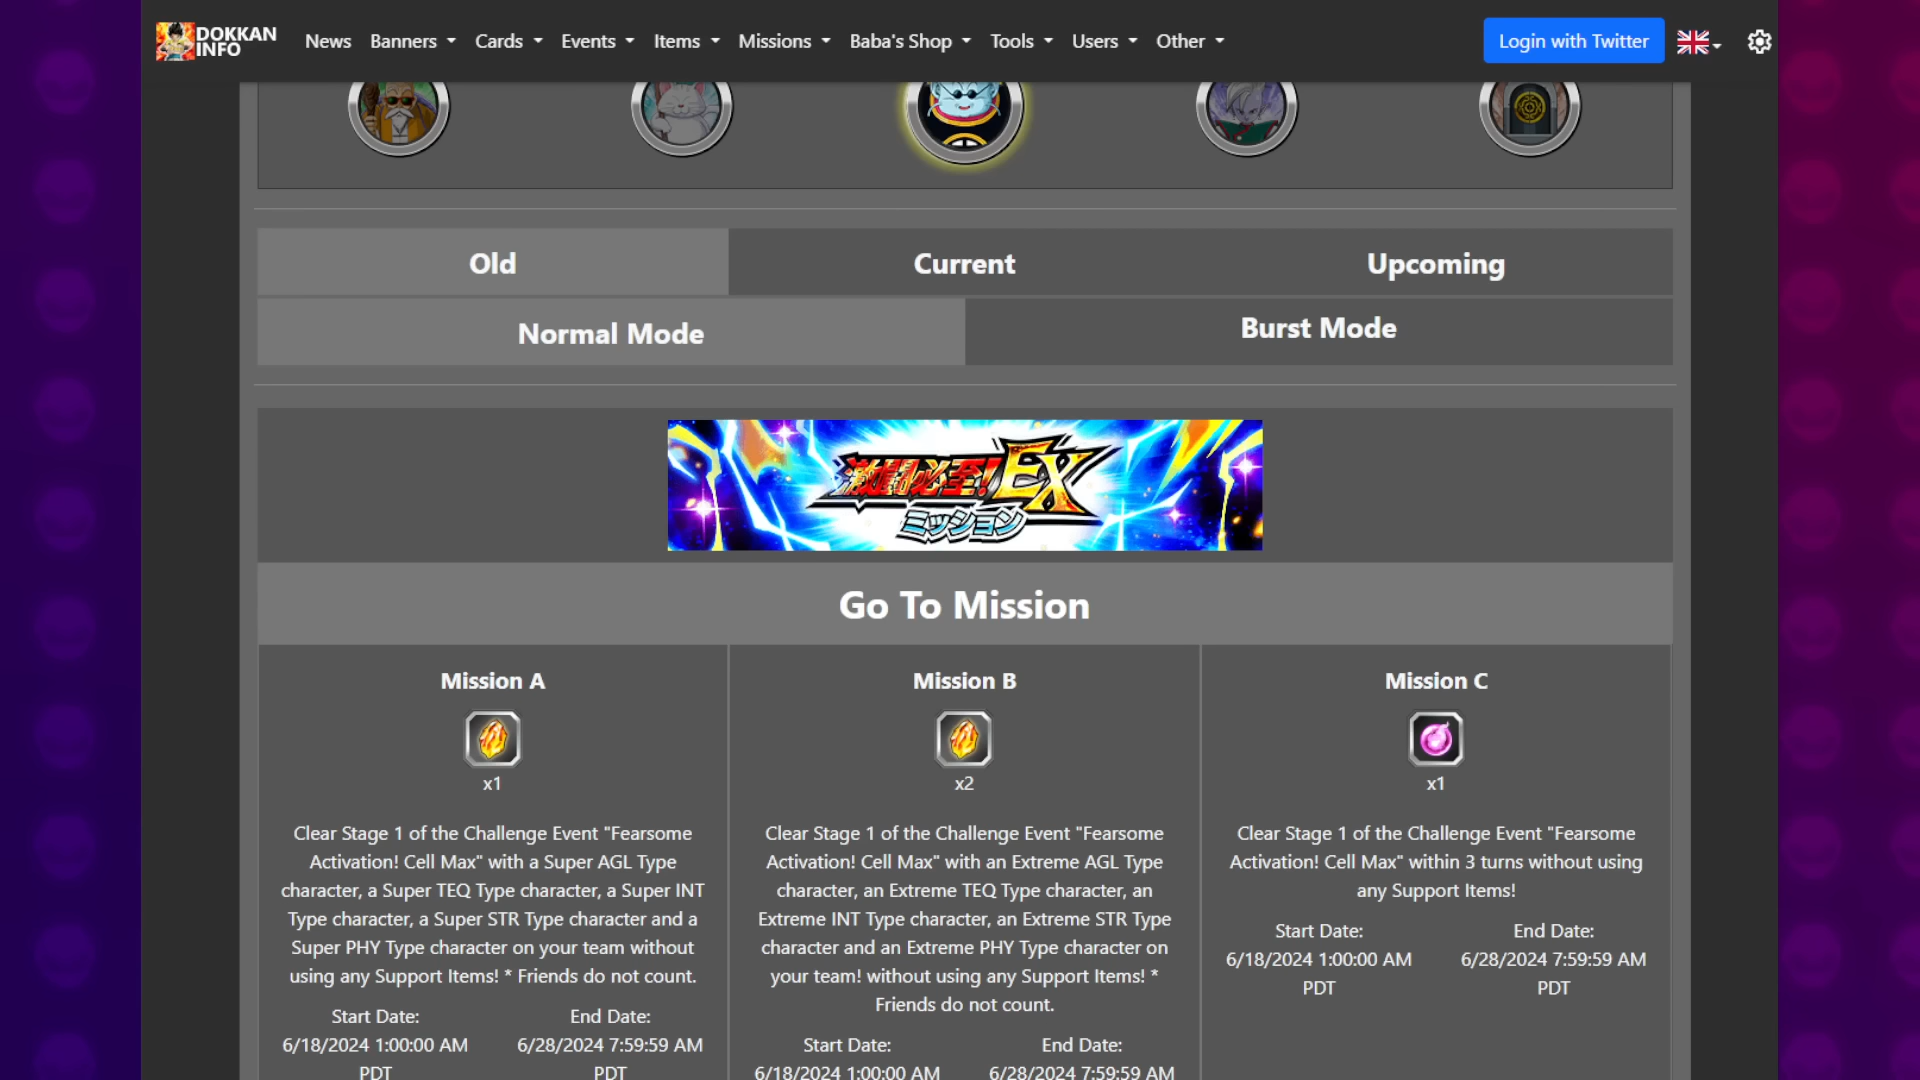 DOKKAN
INFO
News
Banners
Cards
Events
Items
Missions
Baba's Shop
Tools
Users
Other
Login with Twitter
Old
Current
Upcoming
Normal Mode
Burst Mode
激闘必至!EX
ミッション
Go To Mission
Mission A
x1
Clear Stage 1 of the Challenge Event "Fearsome
Activation! Cell Max" with a Super AGL Type
character, a Super TEQ Type character, a Super INT
Type character, a Super STR Type character and a
Super PHY Type character on your team without
using any Support Items! * Friends do not count.
Start Date:
6/18/2024 1:00:00 AM
PDT
End Date:
6/28/2024 7:59:59 AM
PDT
Mission B
x2
Clear Stage 1 of the Challenge Event "Fearsome
Activation! Cell Max" with an Extreme AGL Type
character, an Extreme TEQ Type character, an
Extreme INT Type character, an Extreme STR Type
character and an Extreme PHY Type character on
your team! without using any Support Items! *
Friends do not count.
Start Date:
6/18/2024 1:00:00 AM
End Date:
6/28/2024 7:59:59 AM
Mission C
x1
Clear Stage 1 of the Challenge Event "Fearsome
Activation! Cell Max" within 3 turns without using
any Support Items!
Start Date:
6/18/2024 1:00:00 AM
PDT
End Date:
6/28/2024 7:59:59 AM
PDT